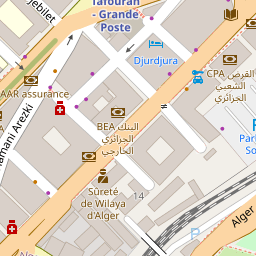 Tafourah
- Grande
Poste
Djurdjura
CPA القرض
الشعبي
الجزائري
AAR assurance
BEA البنك
الجزائري
الخارجي
Sûreté
de Wilaya
d'Alger
14
Alger